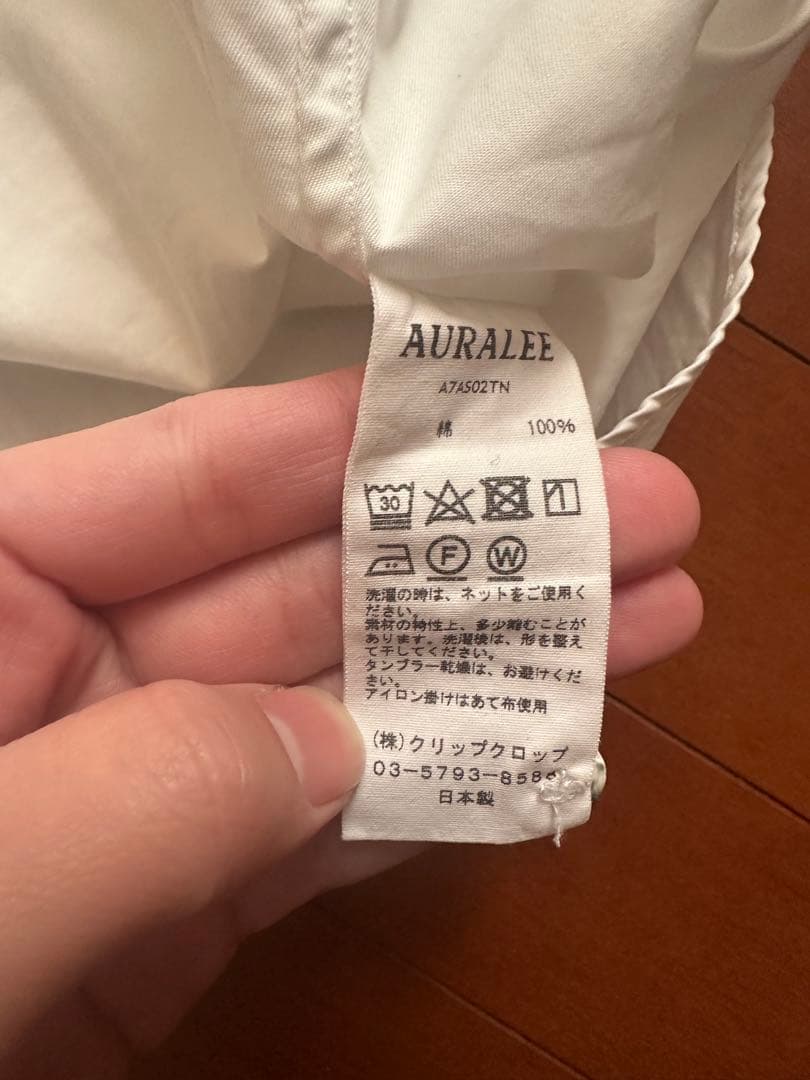 AURALEE
A7AS02TN
綿 100%
30
F W
洗濯の時は、ネットをご使用く
ださい。
素材の特性上、多少縮むことが
あります。洗濯後は、形を整え
て干してください。
タンブラー乾燥は、お避けくだ
さい。
アイロン掛けはあて布使用
(株)クリップクロップ
03-5793-858
日本製